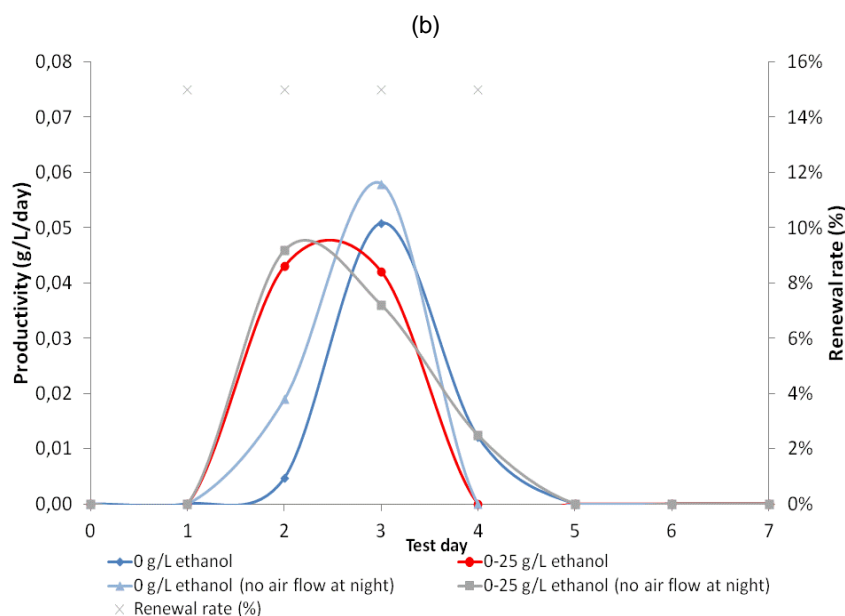 (b)
0,08
0,07
0,06
0,05
0,04
0,03
0,02
0,01
0,00
Productivity (g/L/day)
16%
14%
12%
10%
8%
6%
4%
2%
0%
Renewal rate (%)
0 1 2 3 4 5 6 7
Test day
0 g/L ethanol 0-25 g/L ethanol
0 g/L ethanol (no air flow at night) 0-25 g/L ethanol (no air flow at night)
Renewal rate (%)